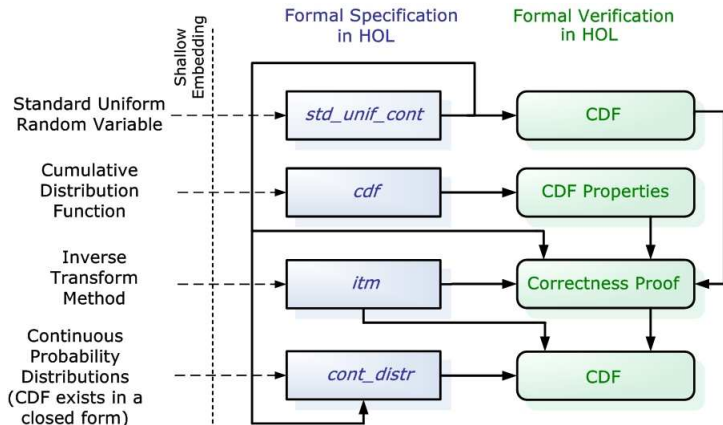 Formal Specification
in HOL
Formal Verification
in HOL
Shallow
Embedding
Standard Uniform
Random Variable
std_unif_cont
CDF
Cumulative
Distribution
Function
cdf
CDF Properties
Inverse
Transform
Method
itm
Correctness Proof
Continuous
Probability
Distributions
(CDF exists in a
closed form)
cont_distr
CDF